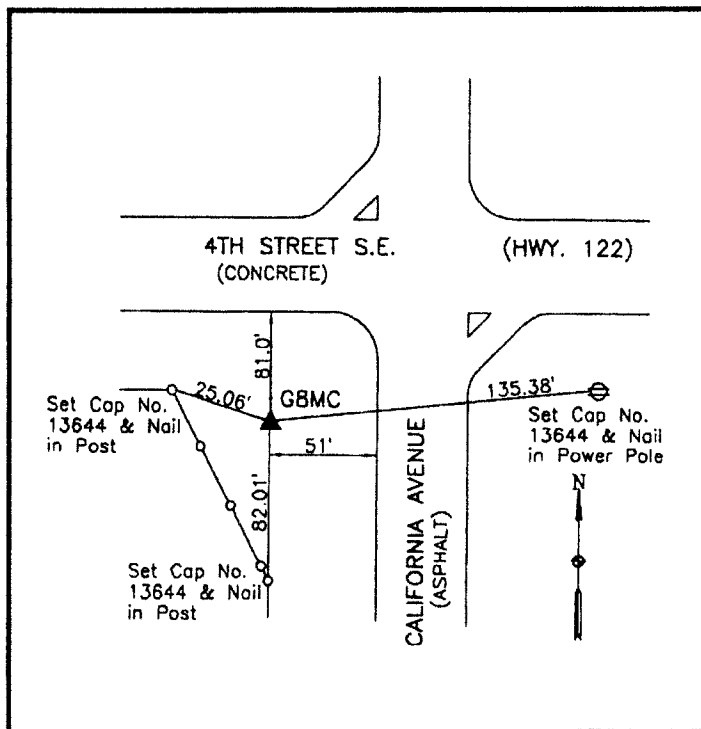 4TH STREET S.E.
(CONCRETE)
(HWY. 122)
81.0'
25.06'
G8MC
135.38'
Set Cap No.
13644 & Nail
in Post
Set Cap No.
13644 & Nail
in Power Pole
51'
82.01'
CALIFORNIA AVENUE
(ASPHALT)
N
Set Cap No.
13644 & Nail
in Post